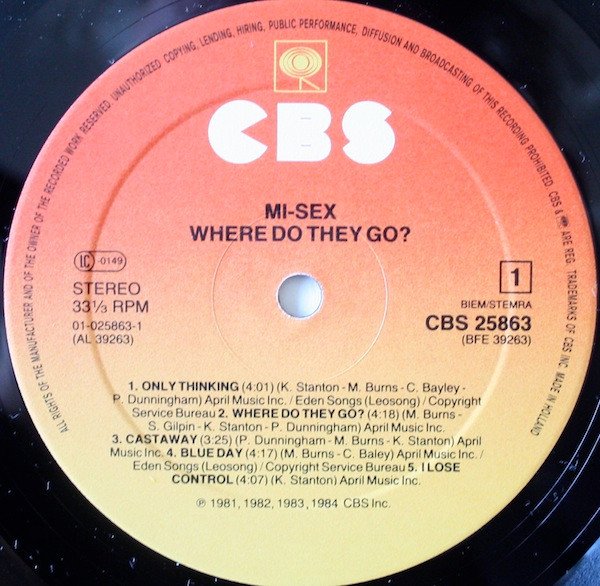 ALL RIGHTS OF THE MANUFACTURER AND OF THE OWNER OF THE RECORDED WORK RESERVED. UNAUTHORIZED COPYING, LENDING, HIRING, PUBLIC PERFORMANCE, DIFFUSION AND BROADCASTING OF THIS RECORDING PROHIBITED. CBS & ARE REG. TRADEMARKS OF CBS INC. MADE IN HOLLAND
CBS
MI-SEX
WHERE DO THEY GO?
LC -0149
STEREO
33⅓ RPM
01-025863-1
(AL 39263)
1
BIEM/STEMRA
CBS 25863
(BFE 39263)
1. ONLY THINKING (4:01) (K. Stanton - M. Burns - C. Bayley -
P. Dunningham) April Music Inc. / Eden Songs (Leosong) / Copyright
Service Bureau 2. WHERE DO THEY GO? (4:18) (M. Burns -
S. Gilpin - K. Stanton - P. Dunningham) April Music Inc.
3. CASTAWAY (3:25) (P. Dunningham - M. Burns - K. Stanton) April
Music Inc. 4. BLUE DAY (4:17) (M. Burns - C. Baley) April Music Inc. /
Eden Songs (Leosong) / Copyright Service Bureau 5. I LOSE
CONTROL (4:07) (K. Stanton) April Music Inc.
℗ 1981, 1982, 1983, 1984 CBS Inc.